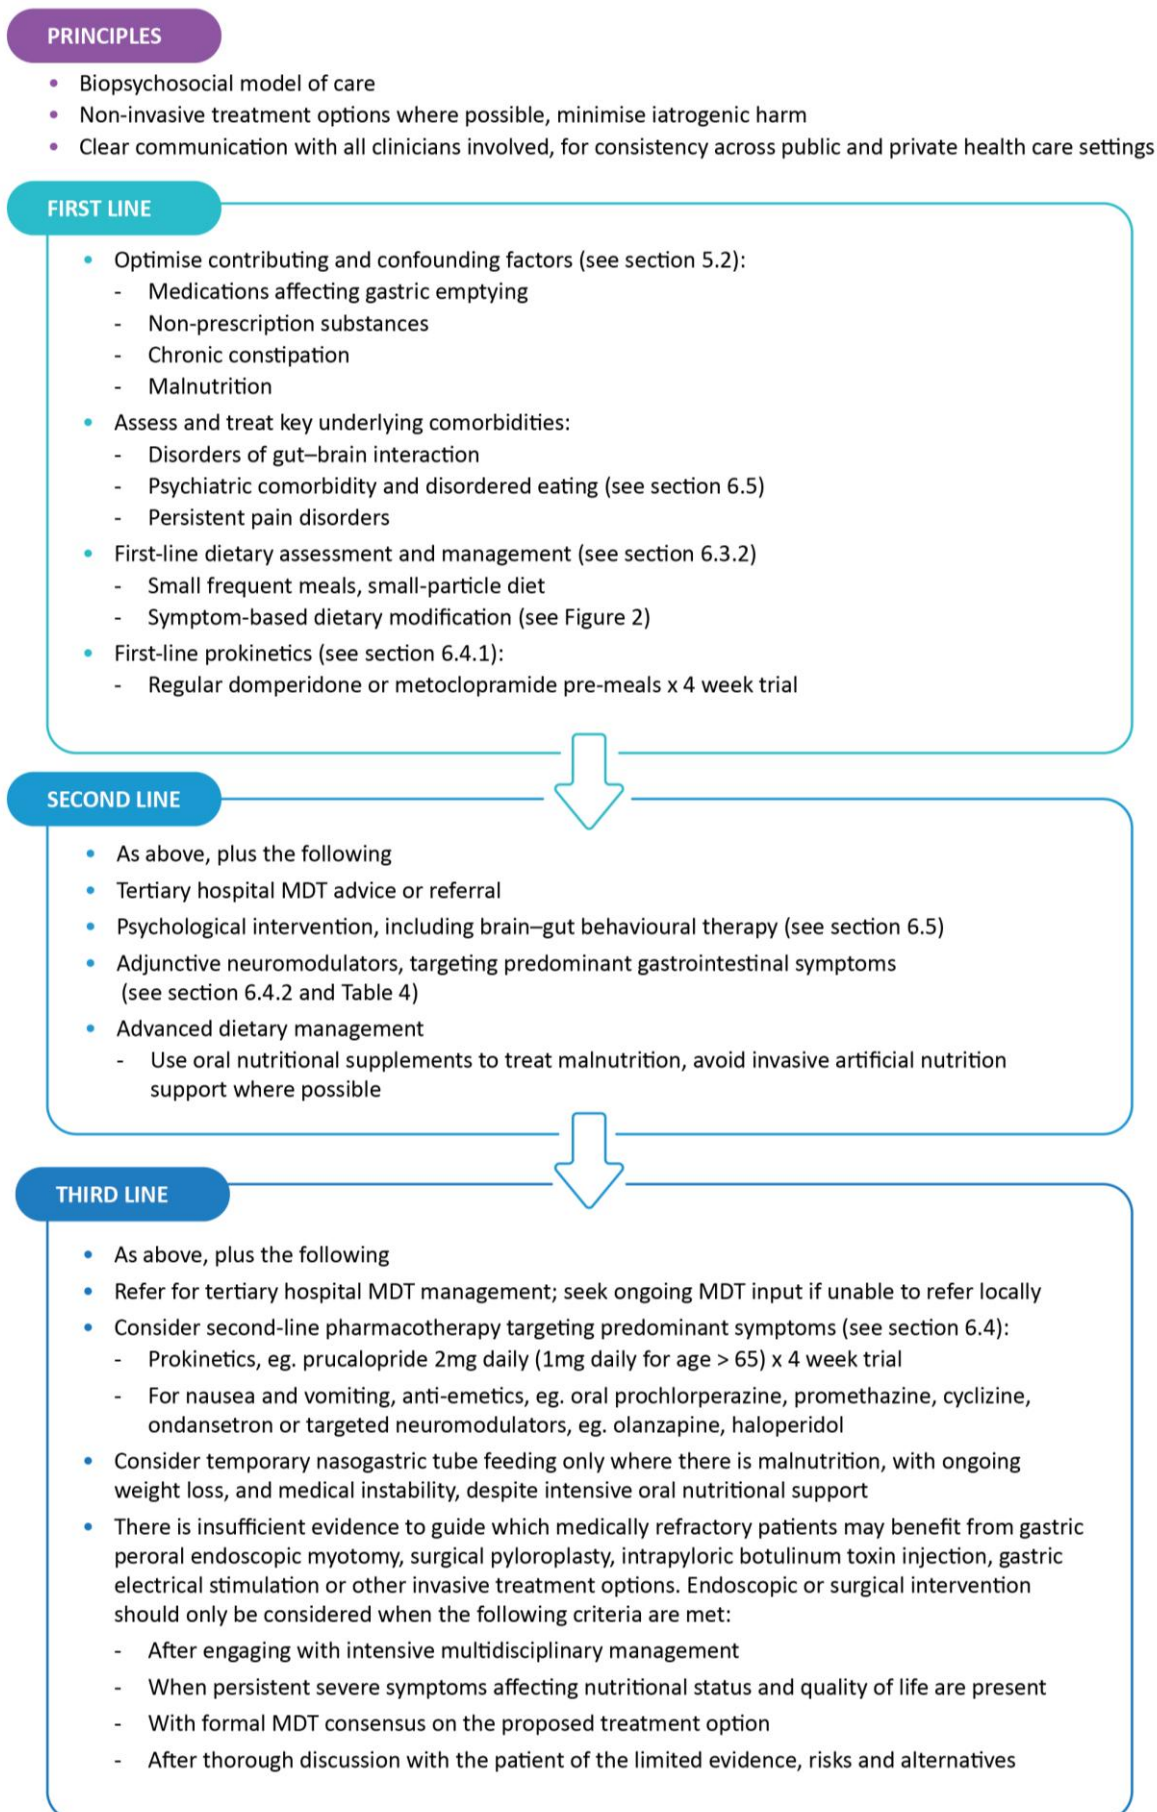 PRINCIPLES
• Biopsychosocial model of care
• Non-invasive treatment options where possible, minimise iatrogenic harm
• Clear communication with all clinicians involved, for consistency across public and private health care settings
FIRST LINE
• Optimise contributing and confounding factors (see section 5.2):
- Medications affecting gastric emptying
- Non-prescription substances
- Chronic constipation
- Malnutrition
• Assess and treat key underlying comorbidities:
- Disorders of gut–brain interaction
- Psychiatric comorbidity and disordered eating (see section 6.5)
- Persistent pain disorders
• First-line dietary assessment and management (see section 6.3.2)
- Small frequent meals, small-particle diet
- Symptom-based dietary modification (see Figure 2)
• First-line prokinetics (see section 6.4.1):
- Regular domperidone or metoclopramide pre-meals x 4 week trial
SECOND LINE
• As above, plus the following
• Tertiary hospital MDT advice or referral
• Psychological intervention, including brain–gut behavioural therapy (see section 6.5)
• Adjunctive neuromodulators, targeting predominant gastrointestinal symptoms
(see section 6.4.2 and Table 4)
• Advanced dietary management
- Use oral nutritional supplements to treat malnutrition, avoid invasive artificial nutrition
support where possible
THIRD LINE
• As above, plus the following
• Refer for tertiary hospital MDT management; seek ongoing MDT input if unable to refer locally
• Consider second-line pharmacotherapy targeting predominant symptoms (see section 6.4):
- Prokinetics, eg. prucalopride 2mg daily (1mg daily for age > 65) x 4 week trial
- For nausea and vomiting, anti-emetics, eg. oral prochlorperazine, promethazine, cyclizine,
ondansetron or targeted neuromodulators, eg. olanzapine, haloperidol
• Consider temporary nasogastric tube feeding only where there is malnutrition, with ongoing
weight loss, and medical instability, despite intensive oral nutritional support
• There is insufficient evidence to guide which medically refractory patients may benefit from gastric
peroral endoscopic myotomy, surgical pyloroplasty, intrapyloric botulinum toxin injection, gastric
electrical stimulation or other invasive treatment options. Endoscopic or surgical intervention
should only be considered when the following criteria are met:
- After engaging with intensive multidisciplinary management
- When persistent severe symptoms affecting nutritional status and quality of life are present
- With formal MDT consensus on the proposed treatment option
- After thorough discussion with the patient of the limited evidence, risks and alternatives